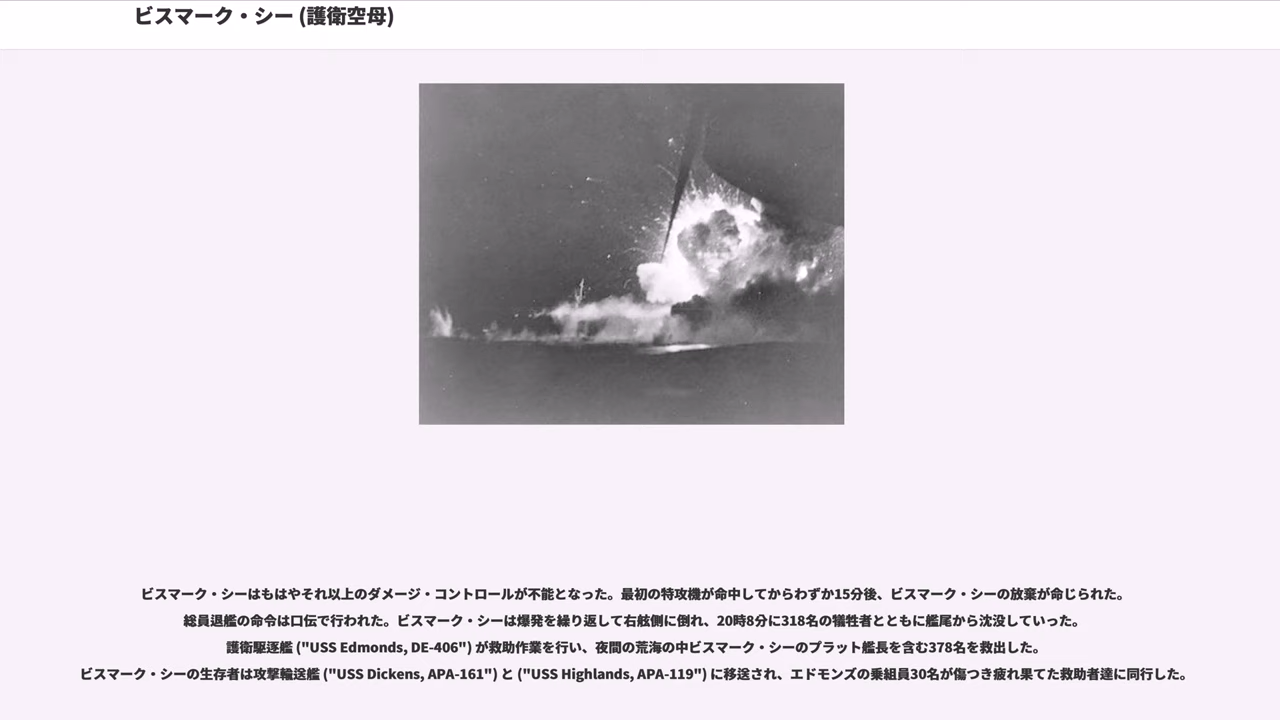 ビスマーク・シー (護衛空母)
ビスマーク・シーはもはやそれ以上のダメージ・コントロールが不能となった。最初の特攻機が命中してからわずか15分後、ビスマーク・シーの放棄が命じられた。
総員退艦の命令は口伝で行われた。ビスマーク・シーは爆発を繰り返して右舷側に倒れ、20時8分に318名の犠牲者とともに艦尾から沈没していった。
護衛駆逐艦 ("USS Edmonds, DE-406") が救助作業を行い、夜間の荒海の中ビスマーク・シーのプラット艦長を含む378名を救出した。
ビスマーク・シーの生存者は攻撃輸送艦 ("USS Dickens, APA-161") と ("USS Highlands, APA-119") に移送され、エドモンズの乗組員30名が傷つき疲れ果てた救助者達に同行した。